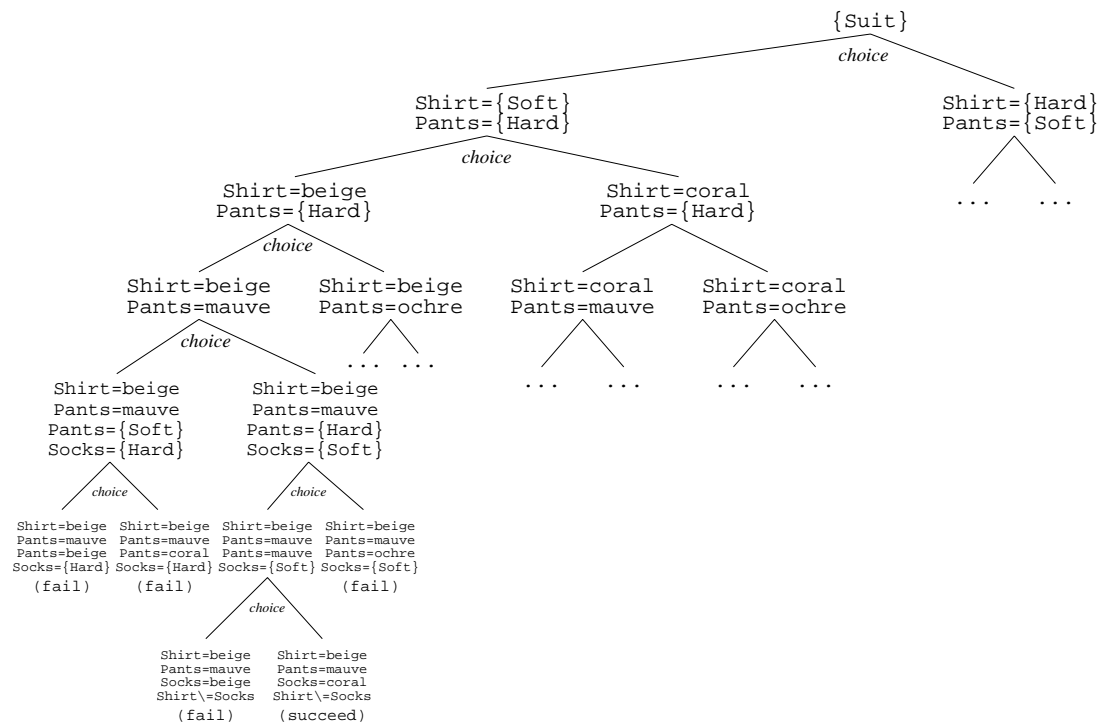 {Suit}
choice
Shirt={Soft}
Pants={Hard}
Shirt={Hard}
Pants={Soft}
choice
... ...
Shirt=beige
Pants={Hard}
Shirt=coral
Pants={Hard}
choice
Shirt=beige
Pants=mauve
Shirt=beige
Pants=ochre
Shirt=coral
Pants=mauve
Shirt=coral
Pants=ochre
choice
... ...
... ...
... ...
Shirt=beige
Pants=mauve
Pants={Soft}
Socks={Hard}
Shirt=beige
Pants=mauve
Pants={Hard}
Socks={Soft}
choice
choice
Shirt=beige
Pants=mauve
Pants=beige
Socks={Hard}
(fail)
Shirt=beige
Pants=mauve
Pants=coral
Socks={Hard}
(fail)
Shirt=beige
Pants=mauve
Pants=mauve
Socks={Soft}
Shirt=beige
Pants=mauve
Pants=ochre
Socks={Soft}
(fail)
choice
Shirt=beige
Pants=mauve
Socks=beige
Shirt\=Socks
(fail)
Shirt=beige
Pants=mauve
Socks=coral
Shirt\=Socks
(succeed)